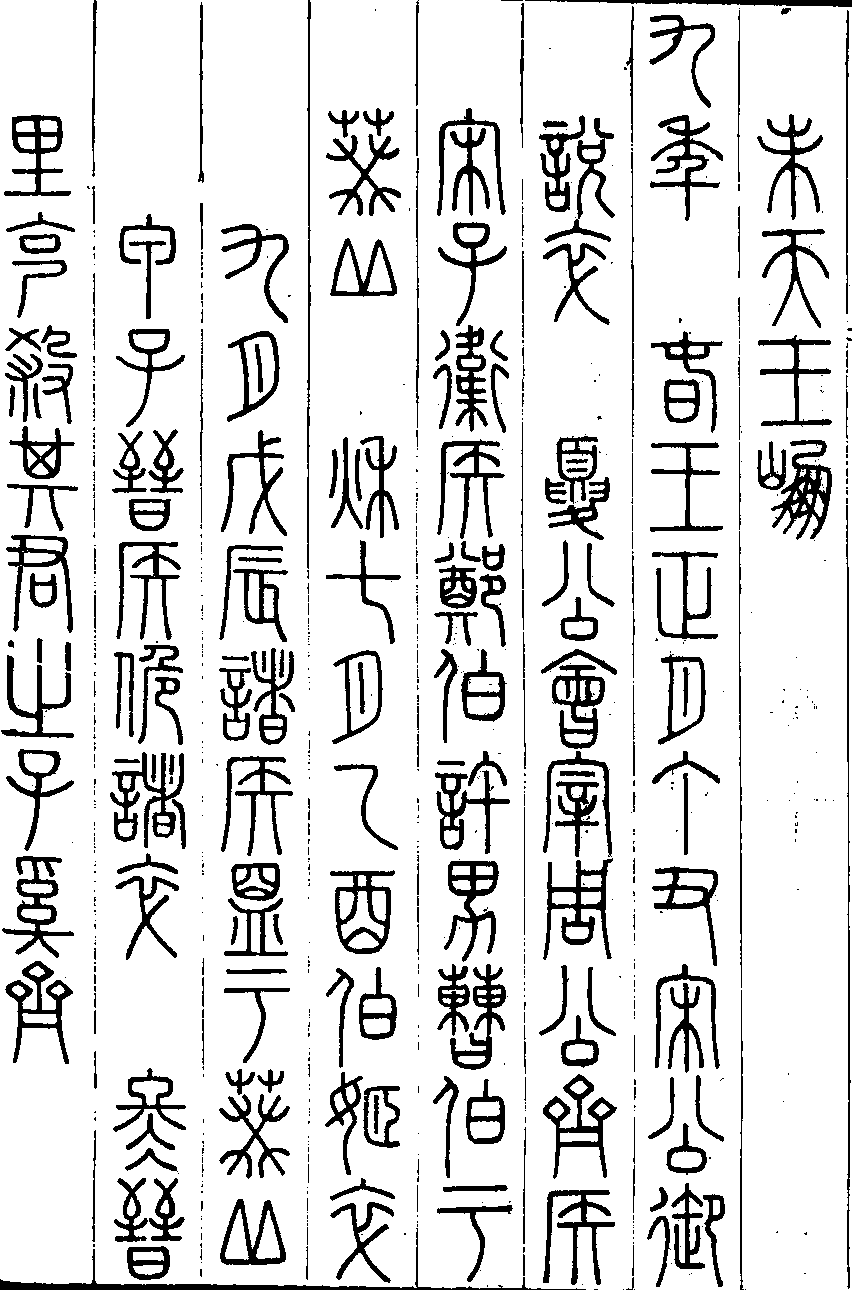 未天王崩
九年 春王正月丁丑宋公御
說卒 夏公會宰周公齊侯
宋子衛侯鄭伯許男曹伯于
葵丘 秋七月乙酉伯姬卒
九月戊辰諸侯盟于葵丘
甲子晉侯佹諸卒 冬晉
里克殺其君之子奚齊